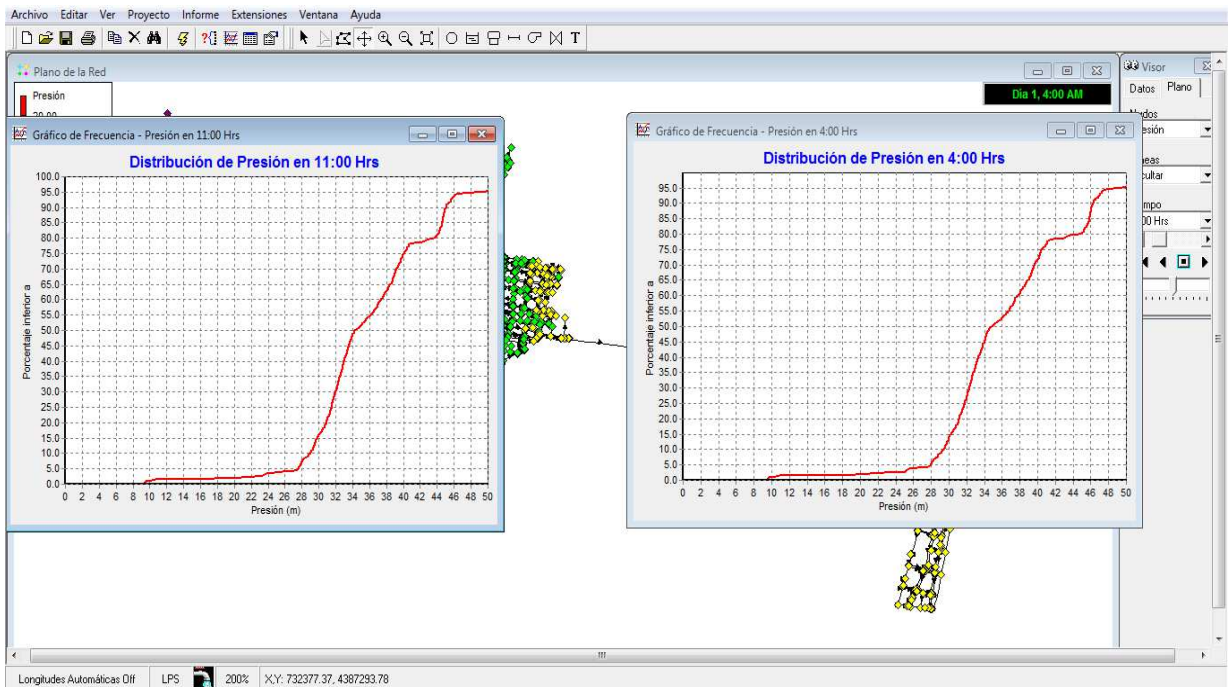 Archivo Editar Ver Proyecto Informe Extensiones Ventana Ayuda
T
Plano de la Red
Visor
Presión
Día 1, 4:00 AM
Datos Plano
Gráfico de Frecuencia - Presión en 11:00 Hrs
Gráfico de Frecuencia - Presión en 4:00 Hrs
Distribución de Presión en 11:00 Hrs
100.0
95.0
90.0
85.0
80.0
75.0
70.0
65.0
60.0
55.0
50.0
45.0
40.0
35.0
30.0
25.0
20.0
15.0
10.0
5.0
0.0
Porcentaje inferior a
0 2 4 6 8 10 12 14 16 18 20 22 24 26 28 30 32 34 36 38 40 42 44 46 48 50
Presión (m)
Distribución de Presión en 4:00 Hrs
95.0
90.0
85.0
80.0
75.0
70.0
65.0
60.0
55.0
50.0
45.0
40.0
35.0
30.0
25.0
20.0
15.0
10.0
5.0
0.0
Porcentaje inferior a
0 2 4 6 8 10 12 14 16 18 20 22 24 26 28 30 32 34 36 38 40 42 44 46 48 50
Presión (m)
Longitudes Automáticas Off LPS 200% X,Y: 732377.37, 4387293.78